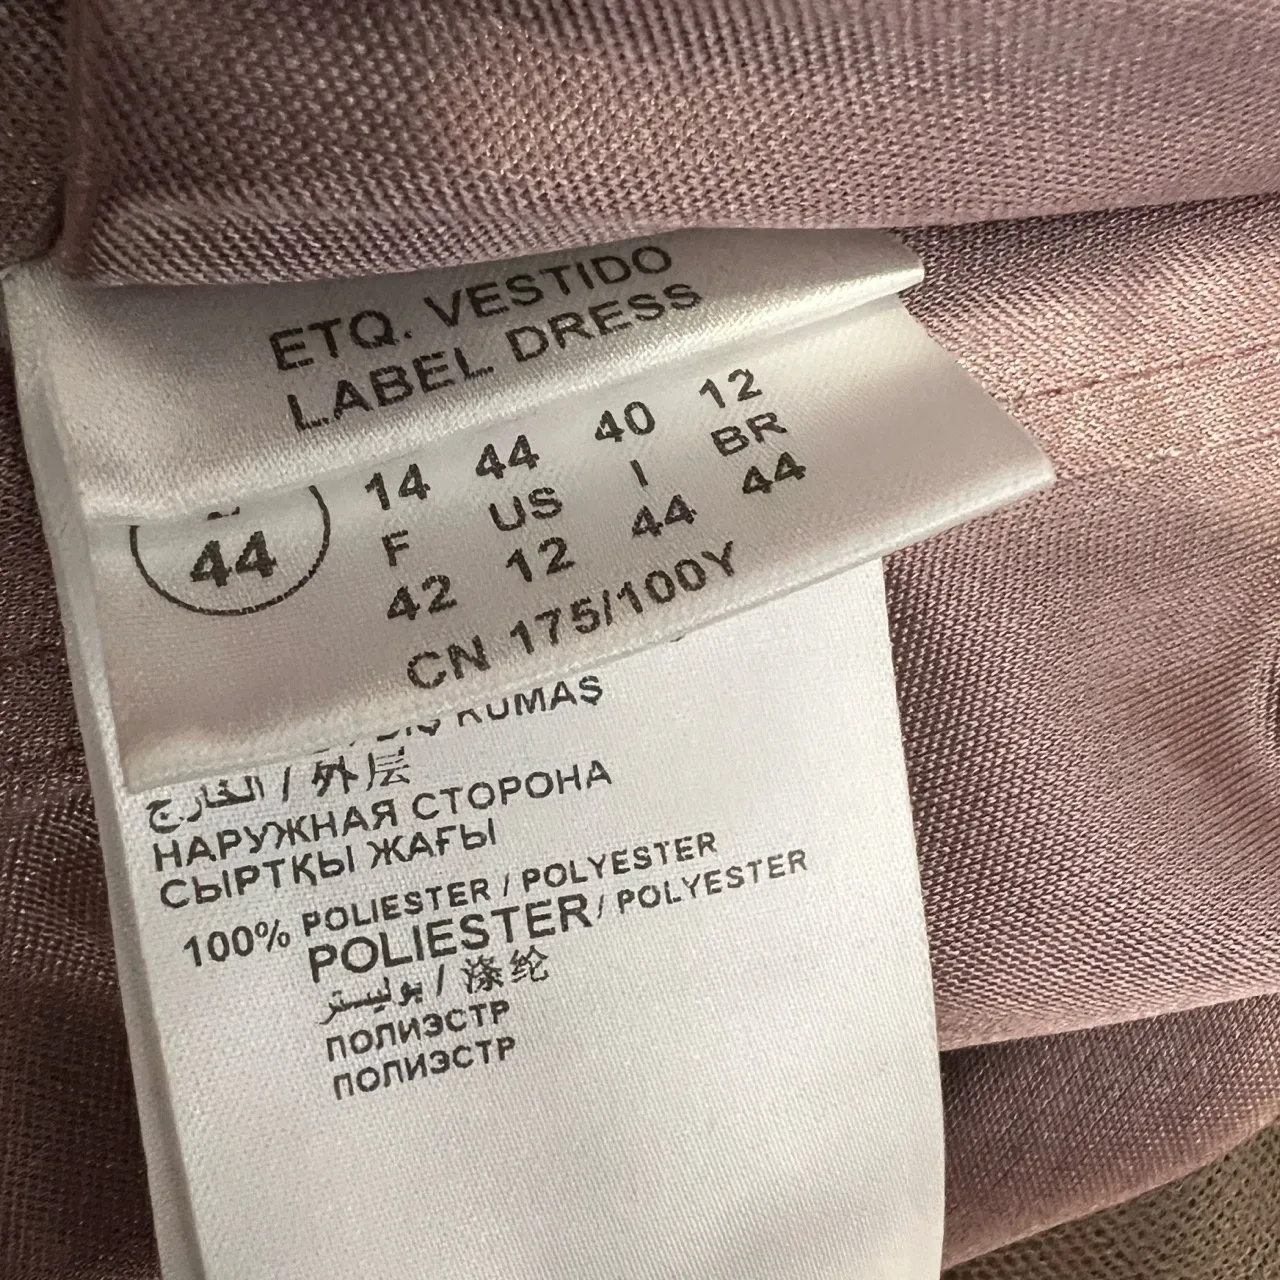 ETQ. VESTIDO
LABEL DRESS
14 44 40 12
F US I BR
44
42 12 44 44
CN 175/100Y
KUMAŞ
الخارج / 外层
НАРУЖНАЯ СТОРОНА
СЫРТҚЫ ЖАҒЫ
100% POLIESTER / POLYESTER
POLIESTER / POLYESTER
بوليستر / 涤纶
ПОЛИЭСТР
ПОЛИЭСТР